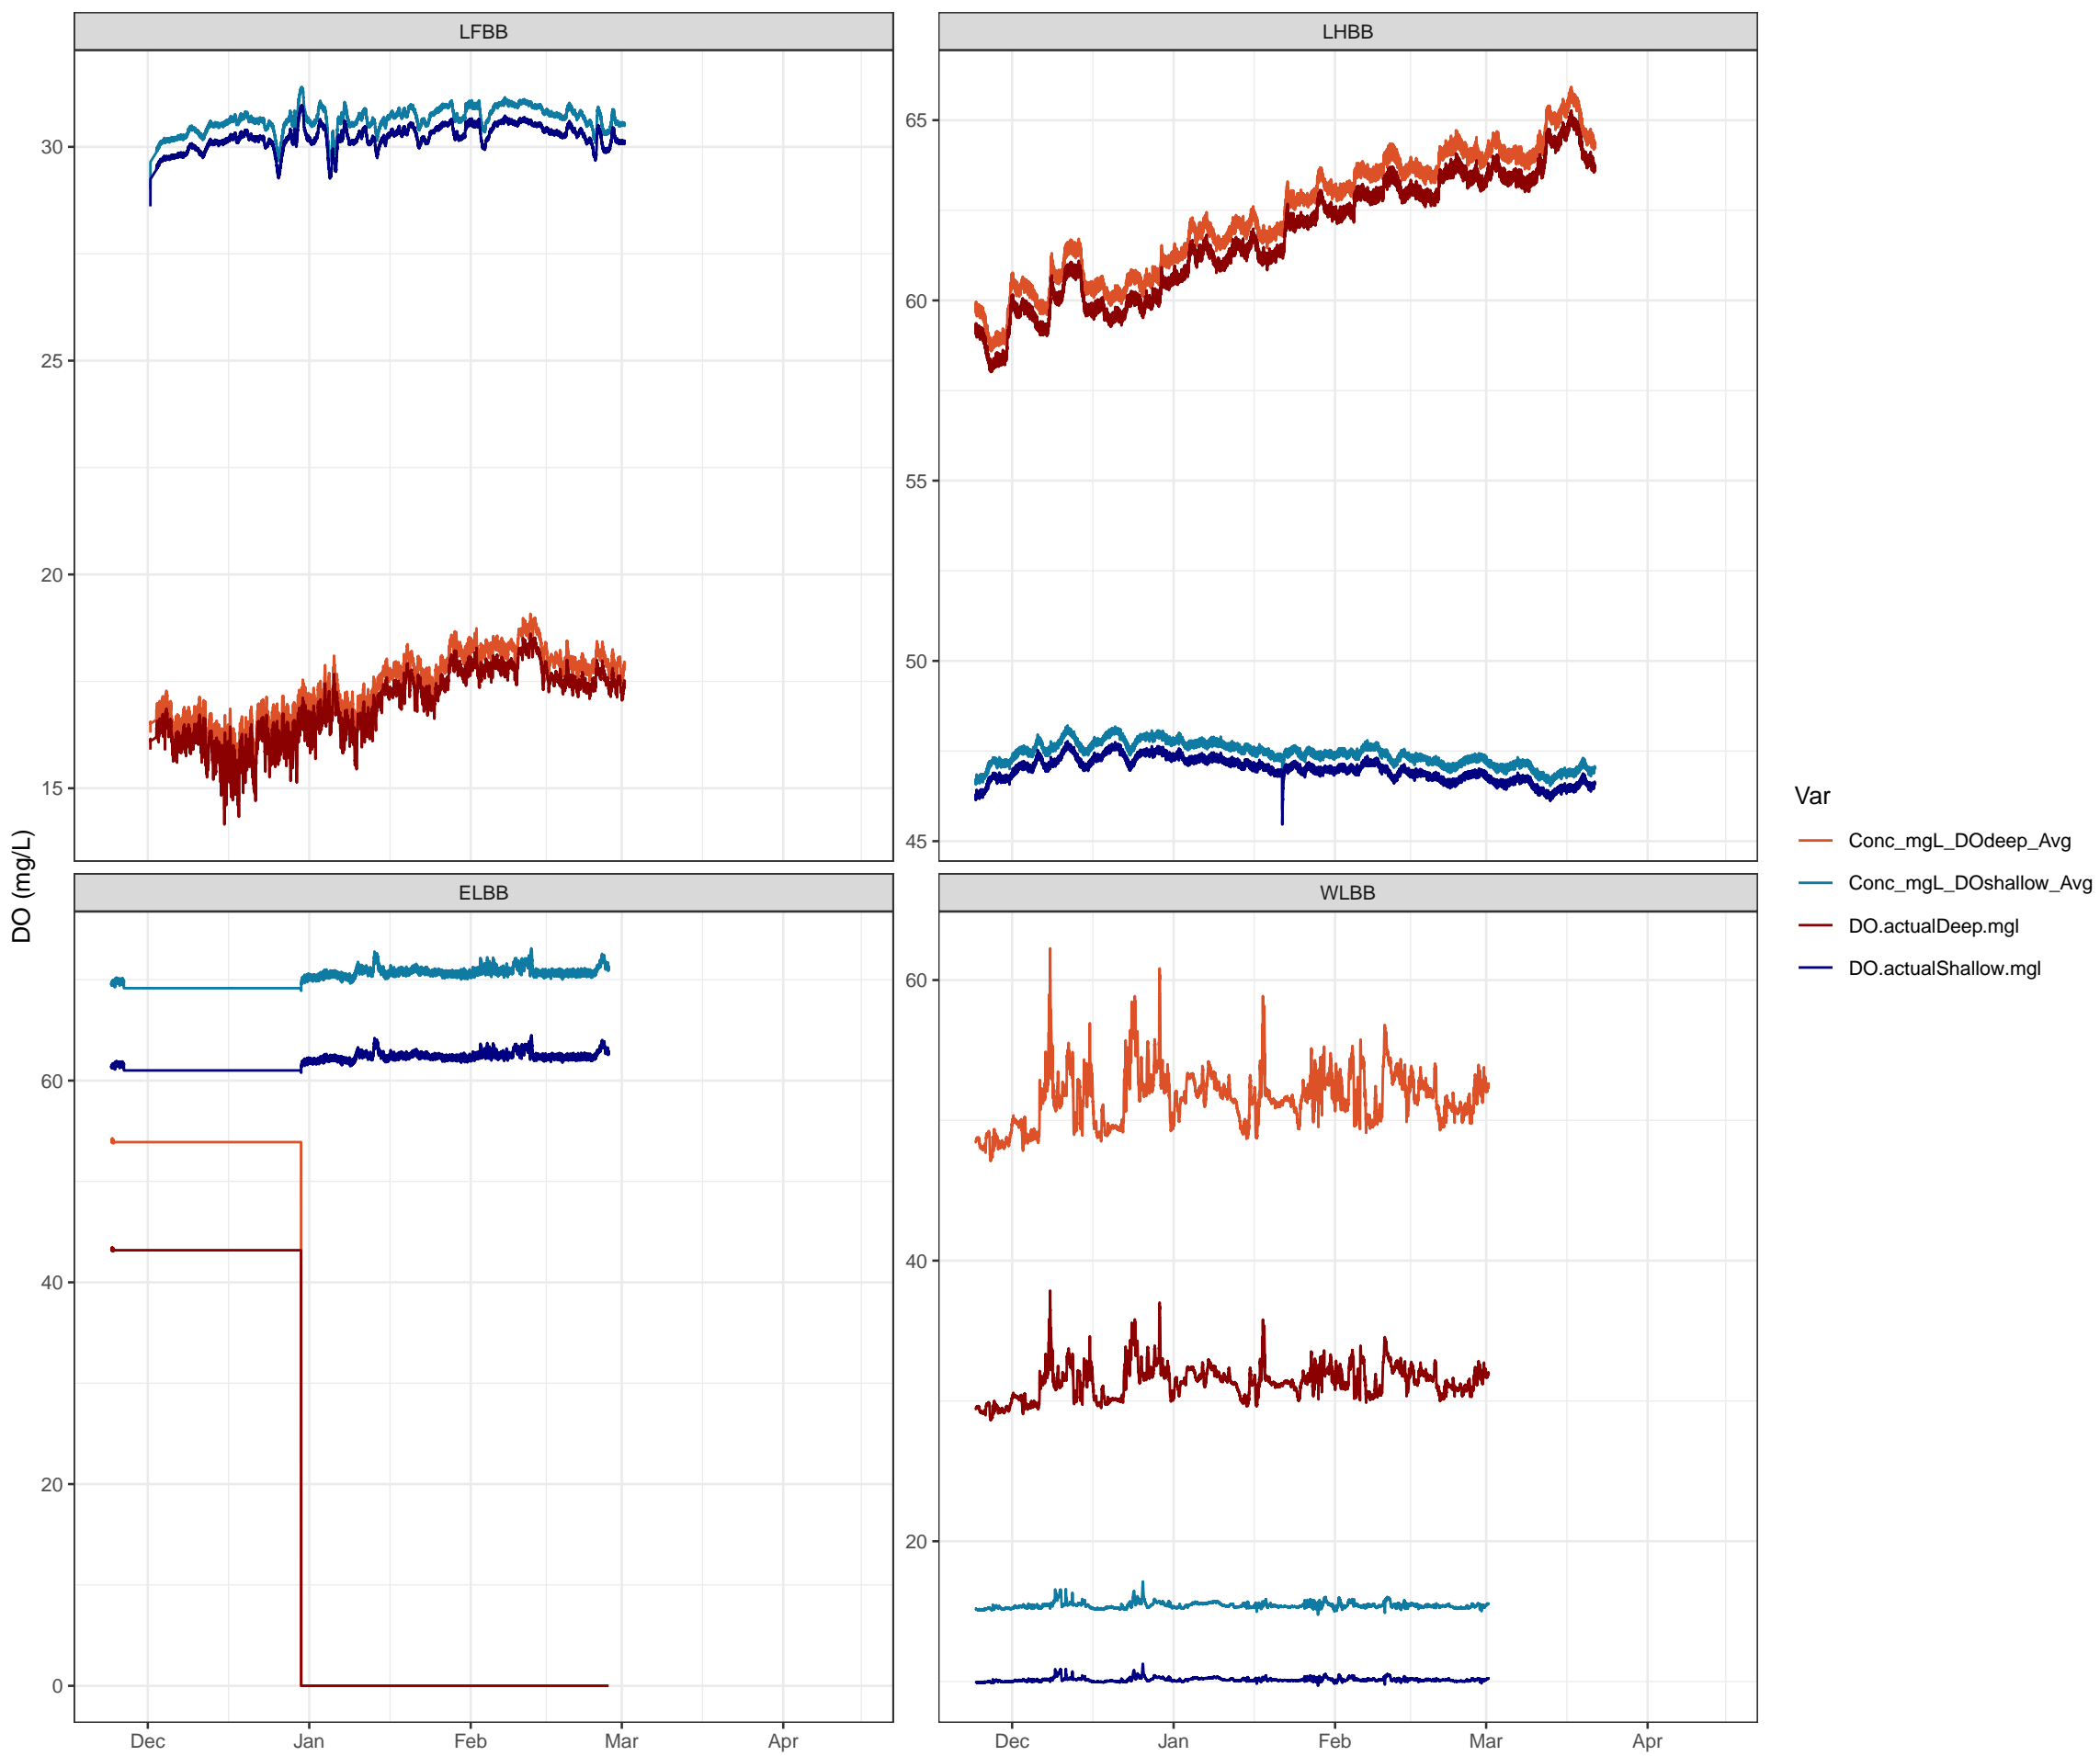 LFBB
LHBB
30
25
20
15
65
60
55
50
45
DO (mg/L)
ELBB
WLBB
60
40
20
0
60
40
20
Dec Jan Feb Mar Apr
Dec Jan Feb Mar Apr
Var
Conc_mgL_DOdeep_Avg
Conc_mgL_DOshallow_Avg
DO.actualDeep.mgl
DO.actualShallow.mgl